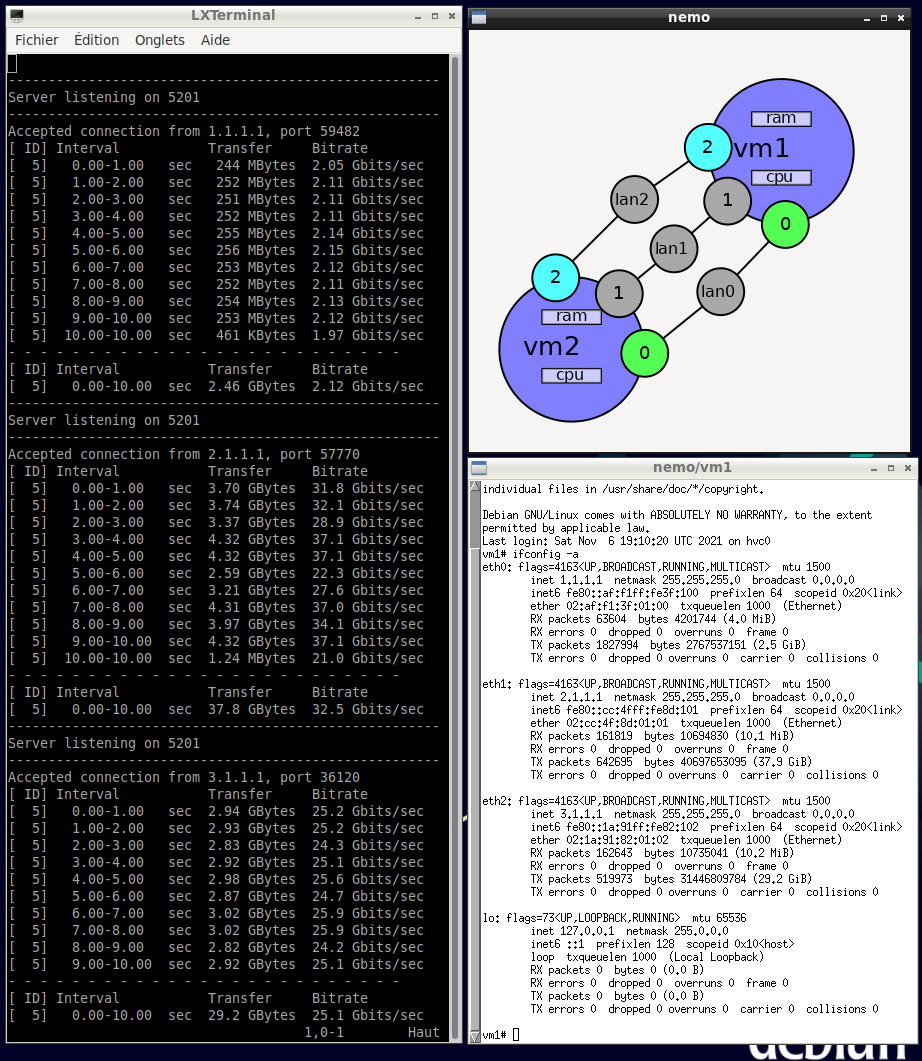 LXTerminal
Fichier Édition Onglets Aide
-----------------------------------------------------
Server listening on 5201
-----------------------------------------------------
Accepted connection from 1.1.1.1, port 59482
[ ID] Interval Transfer Bitrate
[ 5] 0.00-1.00 sec 244 MBytes 2.05 Gbits/sec
[ 5] 1.00-2.00 sec 252 MBytes 2.11 Gbits/sec
[ 5] 2.00-3.00 sec 251 MBytes 2.11 Gbits/sec
[ 5] 3.00-4.00 sec 252 MBytes 2.11 Gbits/sec
[ 5] 4.00-5.00 sec 255 MBytes 2.14 Gbits/sec
[ 5] 5.00-6.00 sec 256 MBytes 2.15 Gbits/sec
[ 5] 6.00-7.00 sec 253 MBytes 2.12 Gbits/sec
[ 5] 7.00-8.00 sec 252 MBytes 2.11 Gbits/sec
[ 5] 8.00-9.00 sec 254 MBytes 2.13 Gbits/sec
[ 5] 9.00-10.00 sec 253 MBytes 2.12 Gbits/sec
[ 5] 10.00-10.00 sec 461 KBytes 1.97 Gbits/sec
- - - - - - - - - - - - - - - - - - - - - - - - -
[ ID] Interval Transfer Bitrate
[ 5] 0.00-10.00 sec 2.46 GBytes 2.12 Gbits/sec
-----------------------------------------------------
Server listening on 5201
-----------------------------------------------------
Accepted connection from 2.1.1.1, port 57770
[ ID] Interval Transfer Bitrate
[ 5] 0.00-1.00 sec 3.70 GBytes 31.8 Gbits/sec
[ 5] 1.00-2.00 sec 3.74 GBytes 32.1 Gbits/sec
[ 5] 2.00-3.00 sec 3.37 GBytes 28.9 Gbits/sec
[ 5] 3.00-4.00 sec 4.32 GBytes 37.1 Gbits/sec
[ 5] 4.00-5.00 sec 4.32 GBytes 37.1 Gbits/sec
[ 5] 5.00-6.00 sec 2.59 GBytes 22.3 Gbits/sec
[ 5] 6.00-7.00 sec 3.21 GBytes 27.6 Gbits/sec
[ 5] 7.00-8.00 sec 4.31 GBytes 37.0 Gbits/sec
[ 5] 8.00-9.00 sec 3.97 GBytes 34.1 Gbits/sec
[ 5] 9.00-10.00 sec 4.32 GBytes 37.1 Gbits/sec
[ 5] 10.00-10.00 sec 1.24 MBytes 21.0 Gbits/sec
- - - - - - - - - - - - - - - - - - - - - - - - -
[ ID] Interval Transfer Bitrate
[ 5] 0.00-10.00 sec 37.8 GBytes 32.5 Gbits/sec
-----------------------------------------------------
Server listening on 5201
-----------------------------------------------------
Accepted connection from 3.1.1.1, port 36120
[ ID] Interval Transfer Bitrate
[ 5] 0.00-1.00 sec 2.94 GBytes 25.2 Gbits/sec
[ 5] 1.00-2.00 sec 2.93 GBytes 25.2 Gbits/sec
[ 5] 2.00-3.00 sec 2.83 GBytes 24.3 Gbits/sec
[ 5] 3.00-4.00 sec 2.92 GBytes 25.1 Gbits/sec
[ 5] 4.00-5.00 sec 2.98 GBytes 25.6 Gbits/sec
[ 5] 5.00-6.00 sec 2.87 GBytes 24.7 Gbits/sec
[ 5] 6.00-7.00 sec 3.02 GBytes 25.9 Gbits/sec
[ 5] 7.00-8.00 sec 3.02 GBytes 25.9 Gbits/sec
[ 5] 8.00-9.00 sec 2.82 GBytes 24.2 Gbits/sec
[ 5] 9.00-10.00 sec 2.92 GBytes 25.1 Gbits/sec
- - - - - - - - - - - - - - - - - - - - - - - - -
[ ID] Interval Transfer Bitrate
[ 5] 0.00-10.00 sec 29.2 GBytes 25.1 Gbits/sec
1,0-1 Haut
nemo
ram
2 vm1
cpu
lan2 1
0
lan1
2
1 lan0
ram
vm2 0
cpu
nemo/vm1
individual files in /usr/share/doc/*/copyright.
Debian GNU/Linux comes with ABSOLUTELY NO WARRANTY, to the extent
permitted by applicable law.
Last login: Sat Nov 6 19:10:20 UTC 2021 on hvc0
vm1# ifconfig -a
eth0: flags=4163<UP,BROADCAST,RUNNING,MULTICAST> mtu 1500
inet 1.1.1.1 netmask 255.255.255.0 broadcast 0.0.0.0
inet6 fe80::af:f1ff:fe3f:100 prefixlen 64 scopeid 0x20<link>
ether 02:af:f1:3f:01:00 txqueuelen 1000 (Ethernet)
RX packets 63604 bytes 4201744 (4.0 MiB)
RX errors 0 dropped 0 overruns 0 frame 0
TX packets 1827994 bytes 2767537151 (2.5 GiB)
TX errors 0 dropped 0 overruns 0 carrier 0 collisions 0
eth1: flags=4163<UP,BROADCAST,RUNNING,MULTICAST> mtu 1500
inet 2.1.1.1 netmask 255.255.255.0 broadcast 0.0.0.0
inet6 fe80::cc:4fff:fe8d:101 prefixlen 64 scopeid 0x20<link>
ether 02:cc:4f:8d:01:01 txqueuelen 1000 (Ethernet)
RX packets 161819 bytes 10694830 (10.1 MiB)
RX errors 0 dropped 0 overruns 0 frame 0
TX packets 642695 bytes 40697653095 (37.9 GiB)
TX errors 0 dropped 0 overruns 0 carrier 0 collisions 0
eth2: flags=4163<UP,BROADCAST,RUNNING,MULTICAST> mtu 1500
inet 3.1.1.1 netmask 255.255.255.0 broadcast 0.0.0.0
inet6 fe80::1a:91ff:fe82:102 prefixlen 64 scopeid 0x20<link>
ether 02:1a:91:82:01:02 txqueuelen 1000 (Ethernet)
RX packets 162643 bytes 10735041 (10.2 MiB)
RX errors 0 dropped 0 overruns 0 frame 0
TX packets 519973 bytes 31446809784 (29.2 GiB)
TX errors 0 dropped 0 overruns 0 carrier 0 collisions 0
lo: flags=73<UP,LOOPBACK,RUNNING> mtu 65536
inet 127.0.0.1 netmask 255.0.0.0
inet6 ::1 prefixlen 128 scopeid 0x10<host>
loop txqueuelen 1000 (Local Loopback)
RX packets 0 bytes 0 (0.0 B)
RX errors 0 dropped 0 overruns 0 frame 0
TX packets 0 bytes 0 (0.0 B)
TX errors 0 dropped 0 overruns 0 carrier 0 collisions 0
vm1#
debian